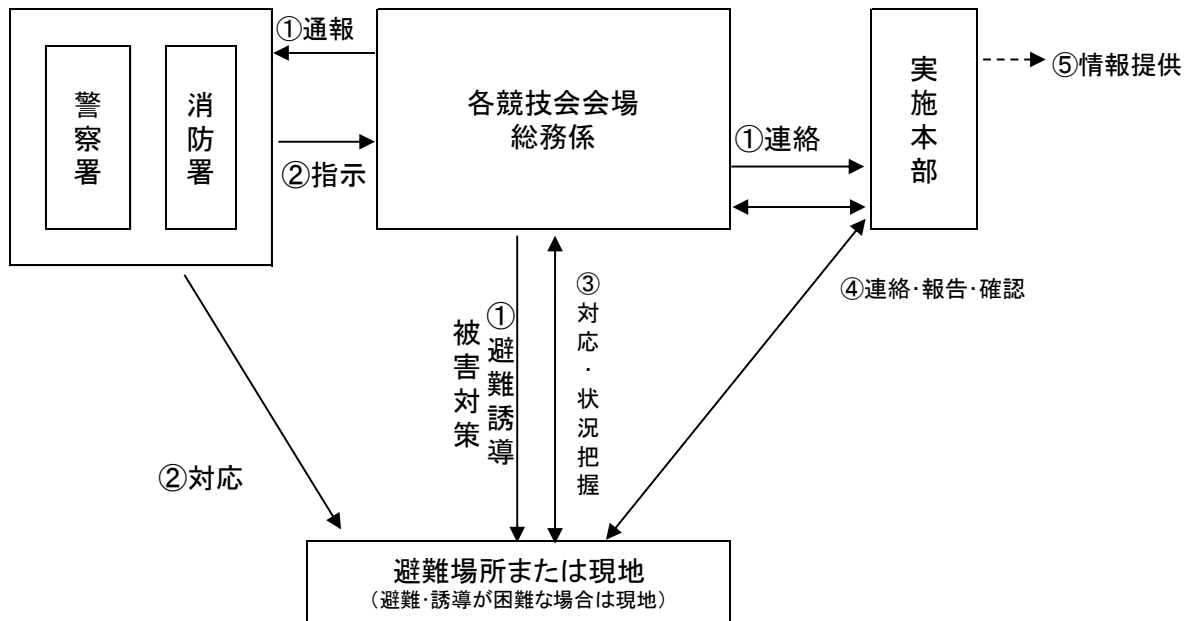 ①通報
警察署
消防署
②指示
各競技会会場
総務係
①連絡
実施本部
⑤情報提供
④連絡・報告・確認
①避難誘導
被害対策
③対応・状況把握
②対応
避難場所または現地
（避難・誘導が困難な場合は現地）